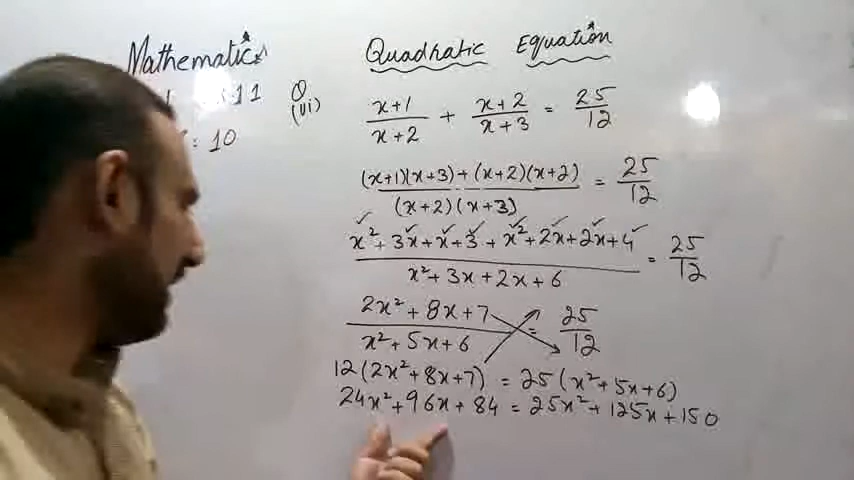 Mathematics
Quadratic Equation
11
Q (vi)
: 10
x+1/x+2 + x+2/x+3 = 25/12
(x+1)(x+3)+(x+2)(x+2)/(x+2)(x+3) = 25/12
x²+3x+x+3+x²+2x+2x+4/x²+3x+2x+6 = 25/12
2x²+8x+7/x²+5x+6 = 25/12
12(2x²+8x+7) = 25(x²+5x+6)
24x²+96x+84 = 25x²+125x+150